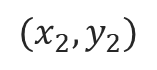 (x₂, y₂)